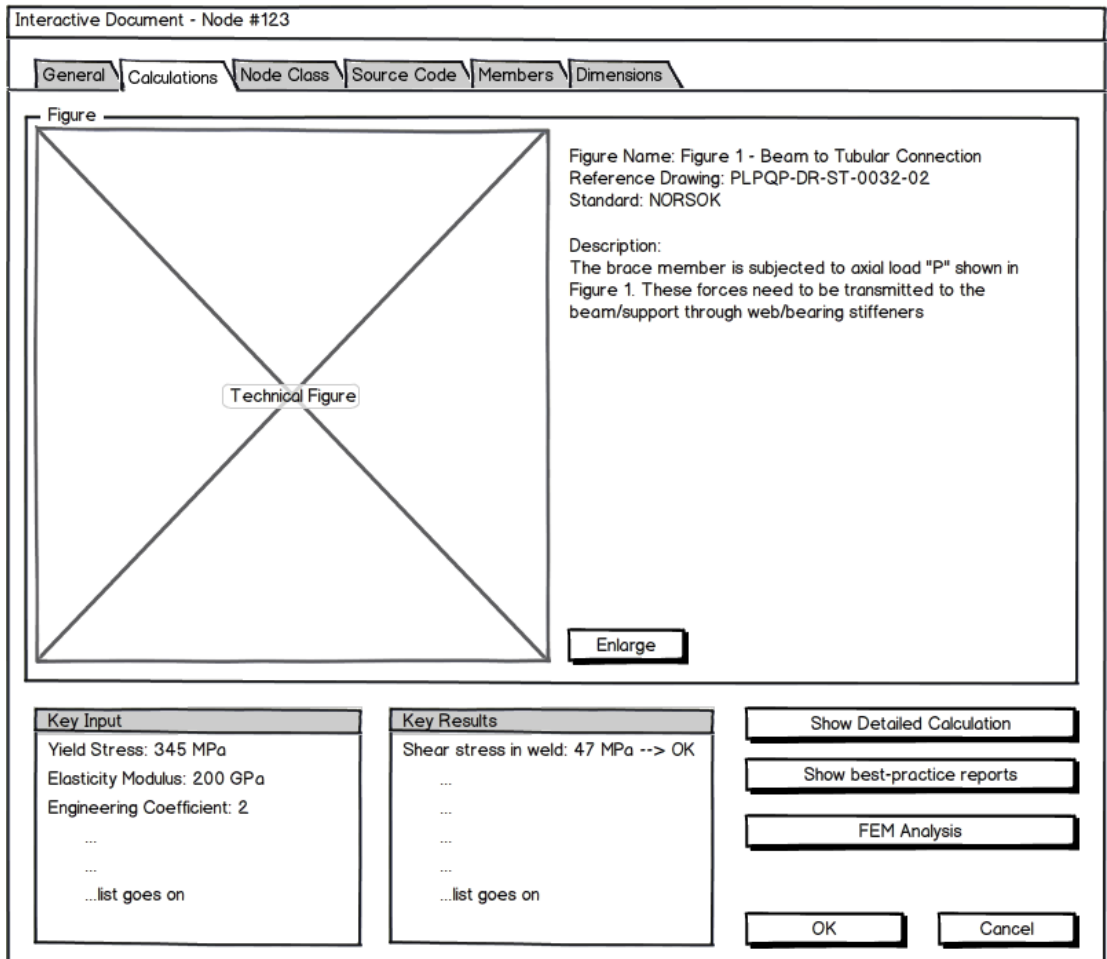 Interactive Document - Node #123
General
Calculations
Node Class
Source Code
Members
Dimensions
Figure
Technical Figure
Figure Name: Figure 1 - Beam to Tubular Connection
Reference Drawing: PLPQP-DR-ST-0032-02
Standard: NORSOK
Description:
The brace member is subjected to axial load "P" shown in
Figure 1. These forces need to be transmitted to the
beam/support through web/bearing stiffeners
Enlarge
Key Input
Yield Stress: 345 MPa
Elasticity Modulus: 200 GPa
Engineering Coefficient: 2
...
...
...list goes on
Key Results
Shear stress in weld: 47 MPa --> OK
...
...
...
...
...list goes on
Show Detailed Calculation
Show best-practice reports
FEM Analysis
OK
Cancel